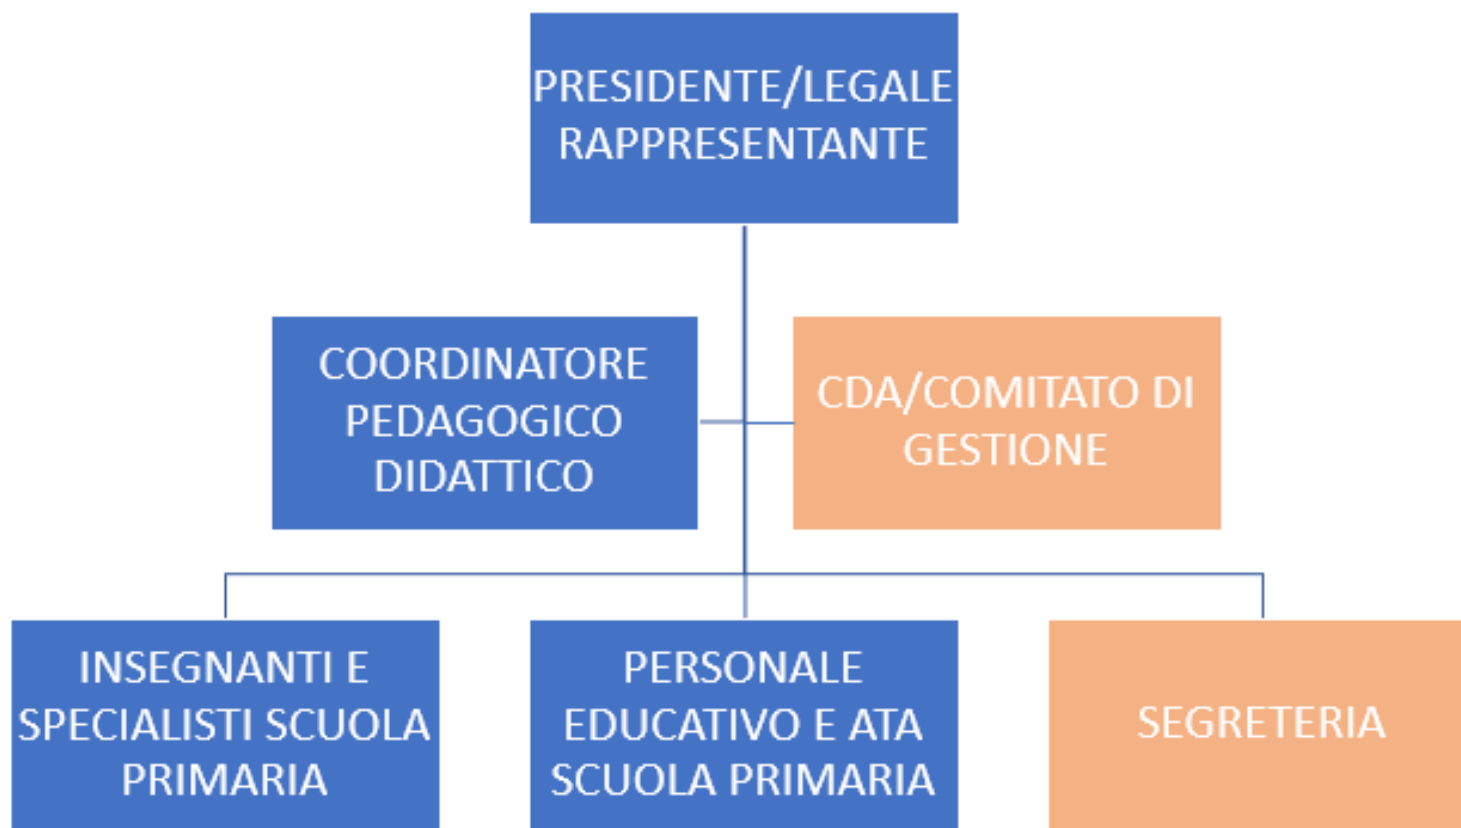 PRESIDENTE/LEGALE
RAPPRESENTANTE
COORDINATORE
PEDAGOGICO
DIDATTICO
CDA/COMITATO DI
GESTIONE
INSEGNANTI E
SPECIALISTI SCUOLA
PRIMARIA
PERSONALE
EDUCATIVO E ATA
SCUOLA PRIMARIA
SEGRETERIA